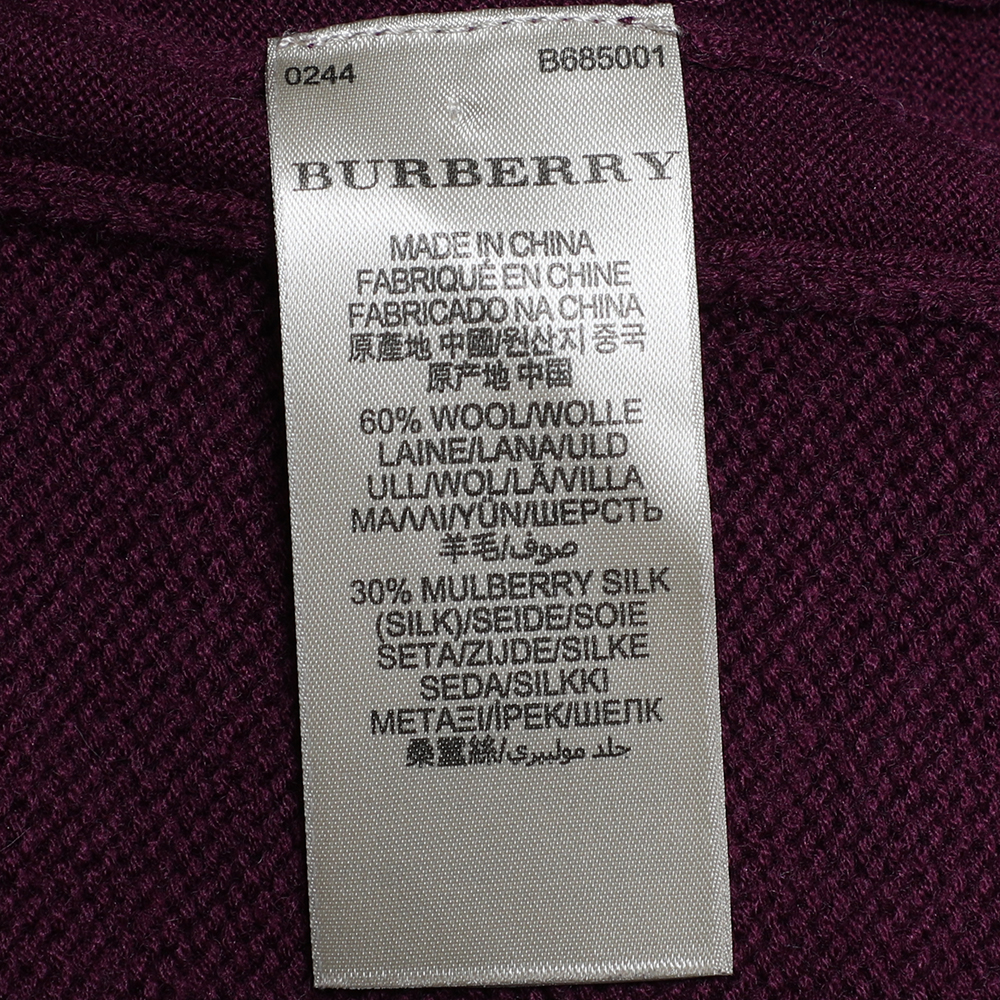 0244 B685001
BURBERRY
MADE IN CHINA
FABRIQUÉ EN CHINE
FABRICADO NA CHINA
原產地 中國/원산지 중국
原产地 中国
60% WOOL/WOLLE
LAINE/LANA/ULD
ULL/WOL/LÃ/VILLA
ΜΑΛΛΙ/YÜN/ШЕРСТЬ
羊毛/صوف
30% MULBERRY SILK
(SILK)/SEIDE/SOIE
SETA/ZIJDE/SILKE
SEDA/SILKKI
ΜΕΤΑΞΙ/İPEK/ШЕЛК
桑蠶絲/جلد موليبري